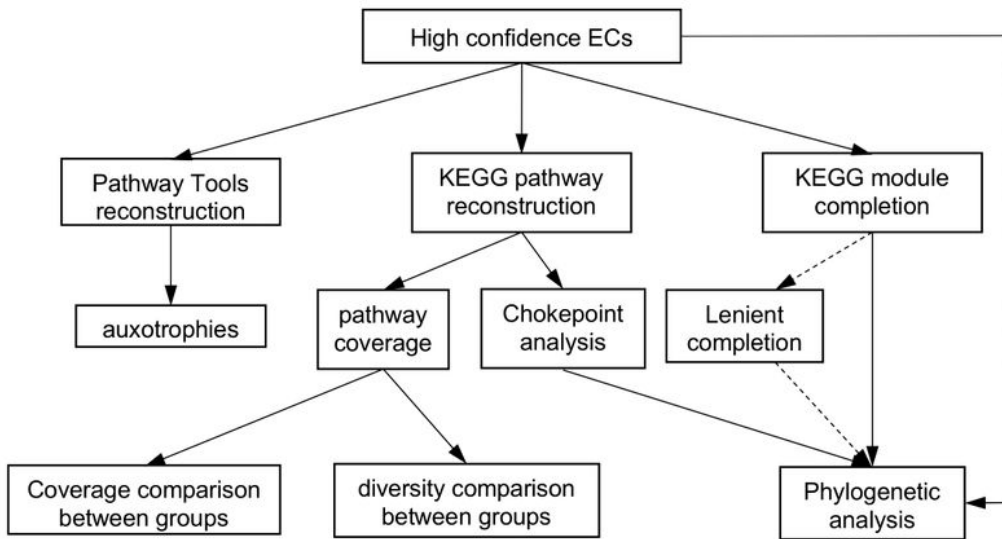 High confidence ECs
Pathway Tools
reconstruction
KEGG pathway
reconstruction
KEGG module
completion
auxotrophies
pathway
coverage
Chokepoint
analysis
Lenient
completion
Coverage comparison
between groups
diversity comparison
between groups
Phylogenetic
analysis